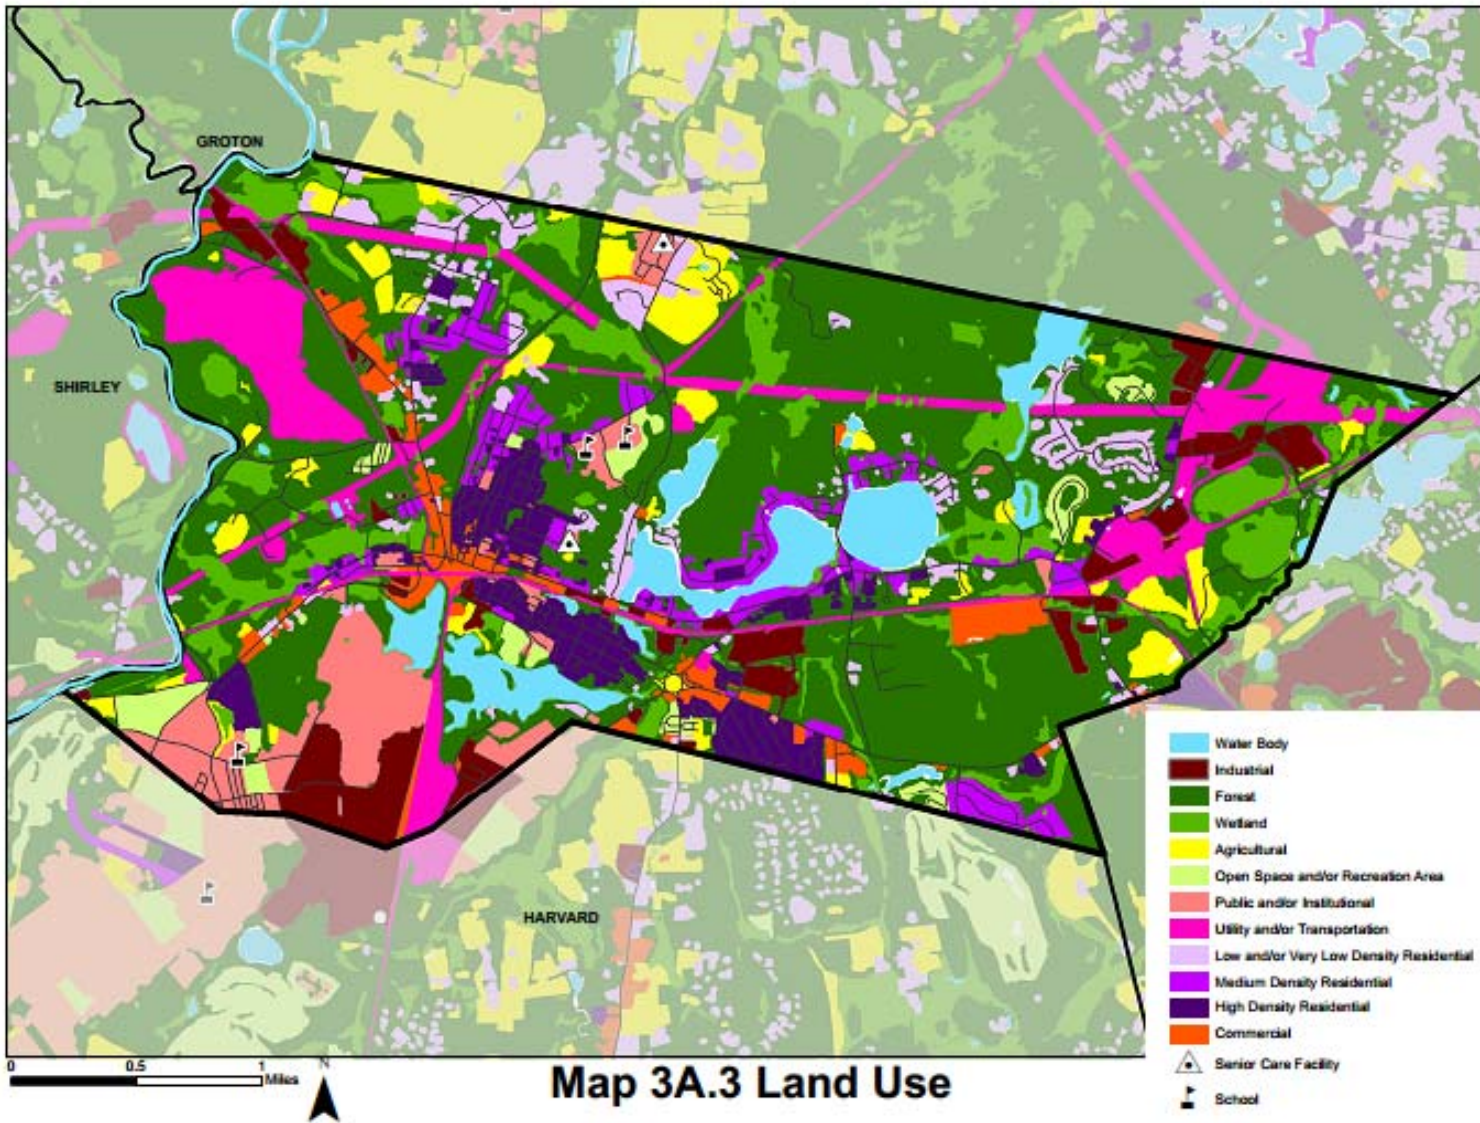 GROTON
SHIRLEY
HARVARD
Water Body
Industrial
Forest
Wetland
Agricultural
Open Space and/or Recreation Area
Public and/or Institutional
Utility and/or Transportation
Low and/or Very Low Density Residential
Medium Density Residential
High Density Residential
Commercial
Senior Care Facility
School
0 0.5 1
Miles
N
Map 3A.3 Land Use